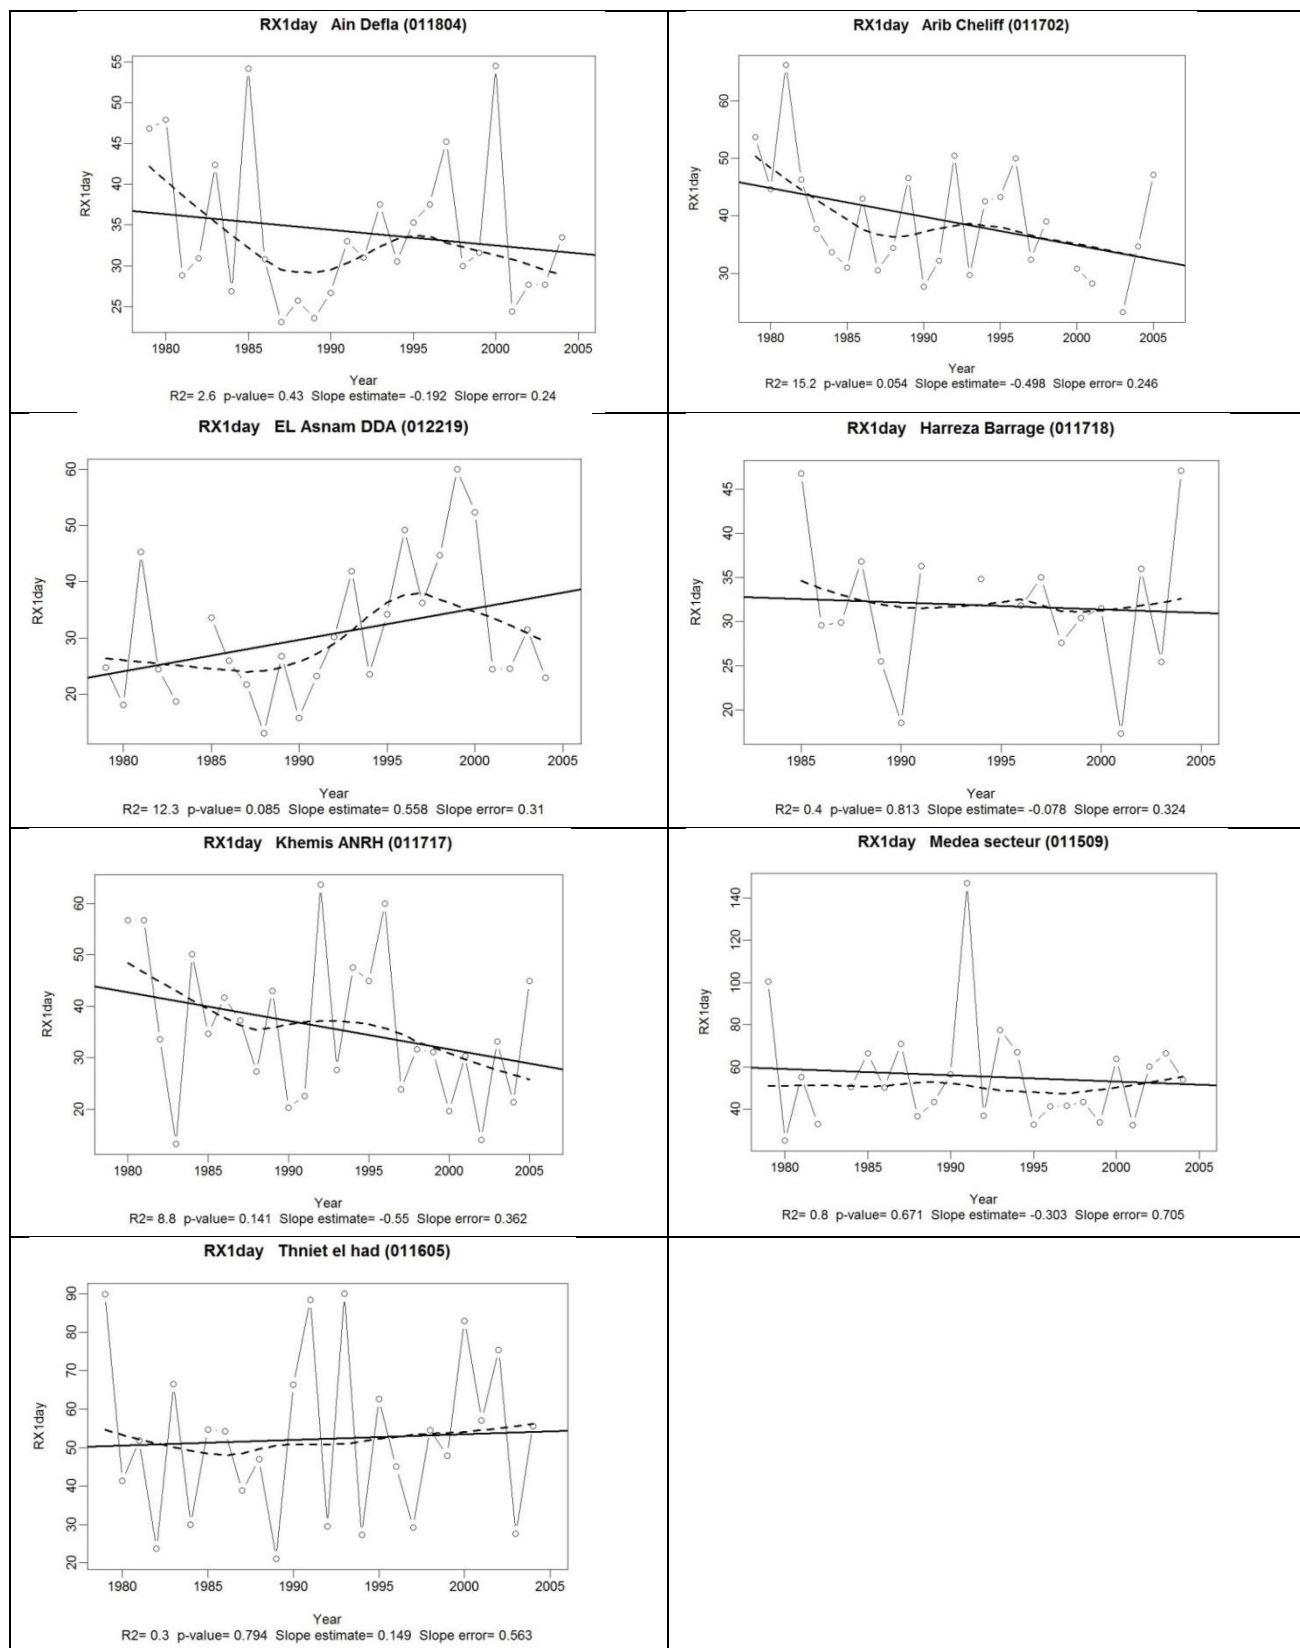 RX1day Ain Defla (011804)
RX1day
55
50
45
40
35
30
25
1980 1985 1990 1995 2000 2005
Year
R2= 2.6 p-value= 0.43 Slope estimate= -0.192 Slope error= 0.24
RX1day Arib Cheliff (011702)
RX1day
60
50
40
30
1980 1985 1990 1995 2000 2005
Year
R2= 15.2 p-value= 0.054 Slope estimate= -0.498 Slope error= 0.246
RX1day EL Asnam DDA (012219)
RX1day
60
50
40
30
20
1980 1985 1990 1995 2000 2005
Year
R2= 12.3 p-value= 0.085 Slope estimate= 0.558 Slope error= 0.31
RX1day Harreza Barrage (011718)
RX1day
45
40
35
30
25
20
1985 1990 1995 2000 2005
Year
R2= 0.4 p-value= 0.813 Slope estimate= -0.078 Slope error= 0.324
RX1day Khemis ANRH (011717)
RX1day
60
50
40
30
20
1980 1985 1990 1995 2000 2005
Year
R2= 8.8 p-value= 0.141 Slope estimate= -0.55 Slope error= 0.362
RX1day Medea secteur (011509)
RX1day
140
120
100
80
60
40
1980 1985 1990 1995 2000 2005
Year
R2= 0.8 p-value= 0.671 Slope estimate= -0.303 Slope error= 0.705
RX1day Thniet el had (011605)
RX1day
90
80
70
60
50
40
30
20
1980 1985 1990 1995 2000 2005
Year
R2= 0.3 p-value= 0.794 Slope estimate= 0.149 Slope error= 0.563